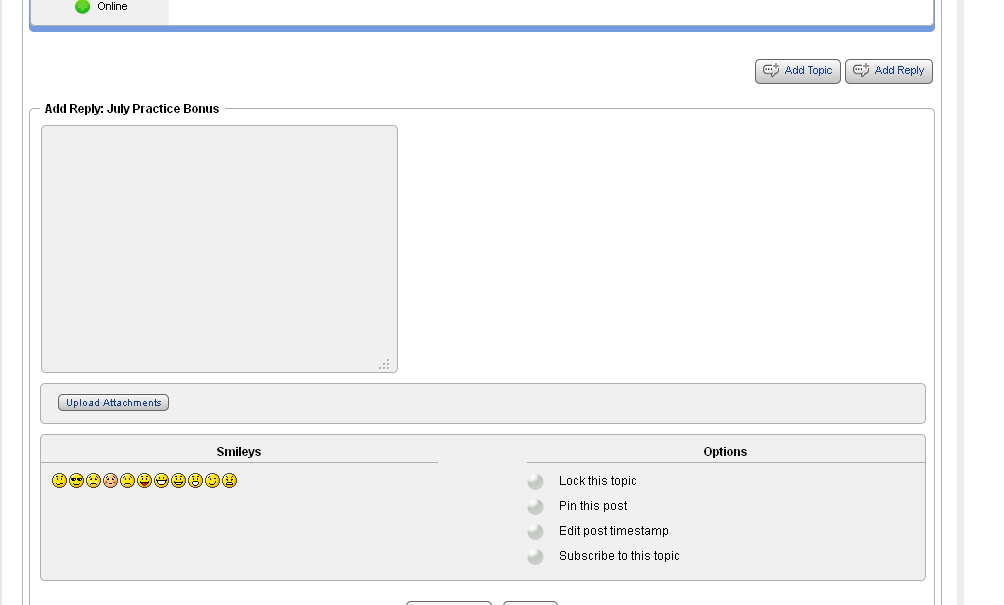 Online
Add Topic Add Reply
Add Reply: July Practice Bonus
Upload Attachments
Smileys Options
Lock this topic
Pin this post
Edit post timestamp
Subscribe to this topic